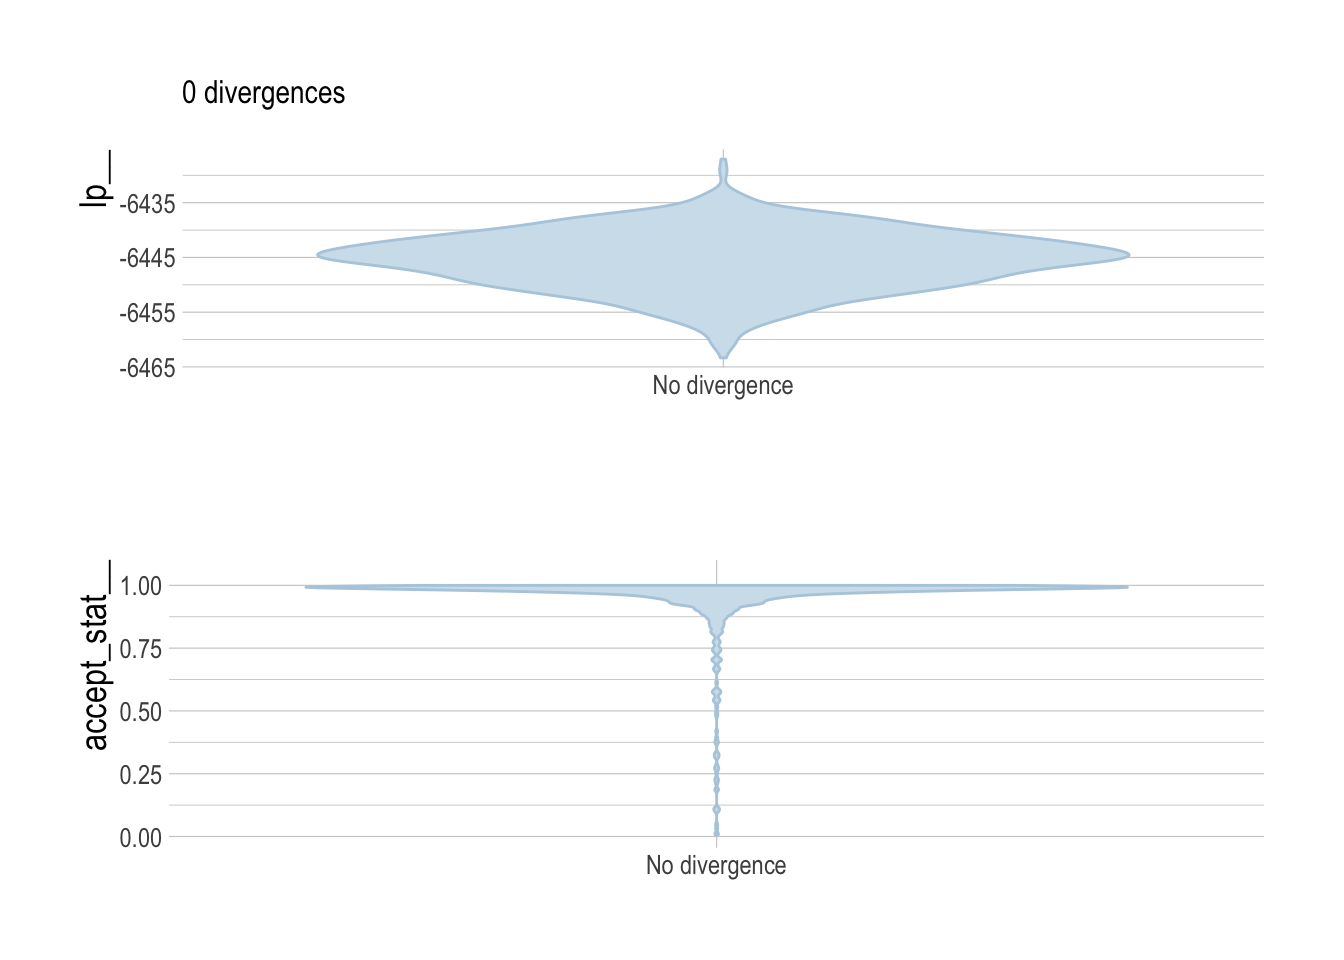 0 divergences
lp__
-6435
-6445
-6455
-6465
No divergence
accept_stat__
1.00
0.75
0.50
0.25
0.00
No divergence